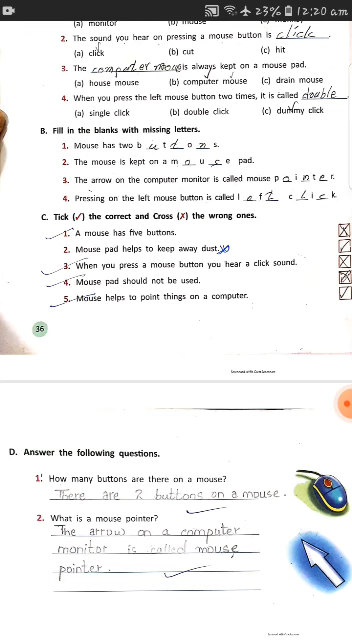 23% 12:20 am
(a) monitor (b) mouse
2. The sound you hear on pressing a mouse button is click.
(a) click (b) cut (c) hit
3. The computer mouse is always kept on a mouse pad.
(a) house mouse (b) computer mouse (c) drain mouse
4. When you press the left mouse button two times, it is called double.
(a) single click (b) double click (c) dummy click
B. Fill in the blanks with missing letters.
1. Mouse has two b u t t o n s.
2. The mouse is kept on a m o u s e pad.
3. The arrow on the computer monitor is called mouse p o i n t e r.
4. Pressing on the left mouse button is called l e f t c l i c k
C. Tick (✓) the correct and Cross (✗) the wrong ones.
1. A mouse has five buttons.
2. Mouse pad helps to keep away dust.
3. When you press a mouse button you hear a click sound.
4. Mouse pad should not be used.
5. Mouse helps to point things on a computer.
36
Scanned with CamScanner
D. Answer the following questions.
1. How many buttons are there on a mouse?
There are 2 buttons on a mouse.
2. What is a mouse pointer?
The arrow on a computer
monitor is called mouse
pointer.